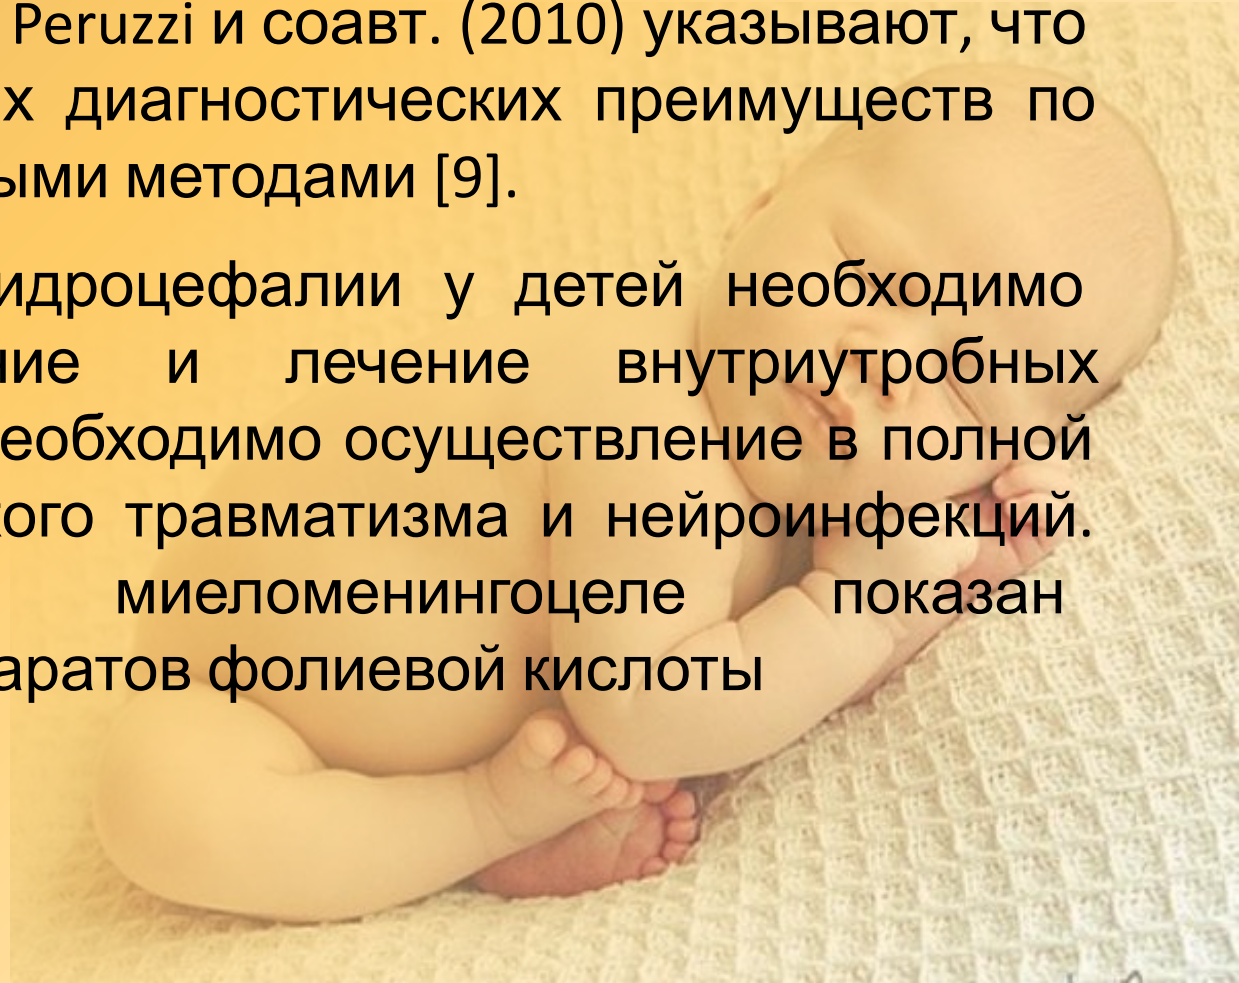 Peruzzi и соавт. (2010) указывают, что
х диагностических преимуществ по
ыми методами [9].
идроцефалии у детей необходимо
ние и лечение внутриутробных
еобходимо осуществление в полной
ого травматизма и нейроинфекций.
миеломенингоцеле показан
аратов фолиевой кислоты